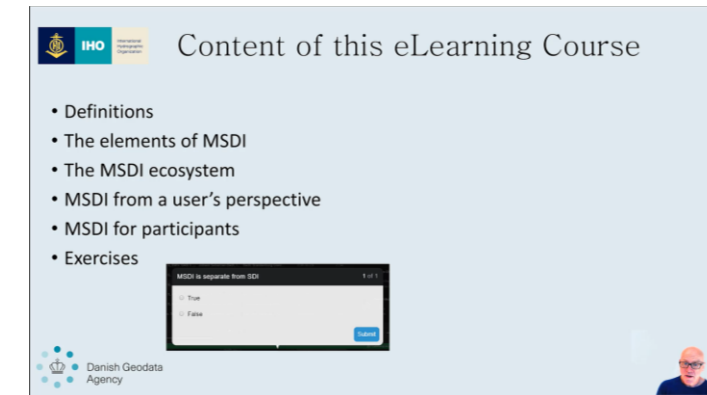 IHO
International
Hydrographic
Organization
Content of this eLearning Course
• Definitions
• The elements of MSDI
• The MSDI ecosystem
• MSDI from a user's perspective
• MSDI for participants
• Exercises
MSDI is separate from SDI 1 of 1
True
False
Submit
Danish Geodata
Agency